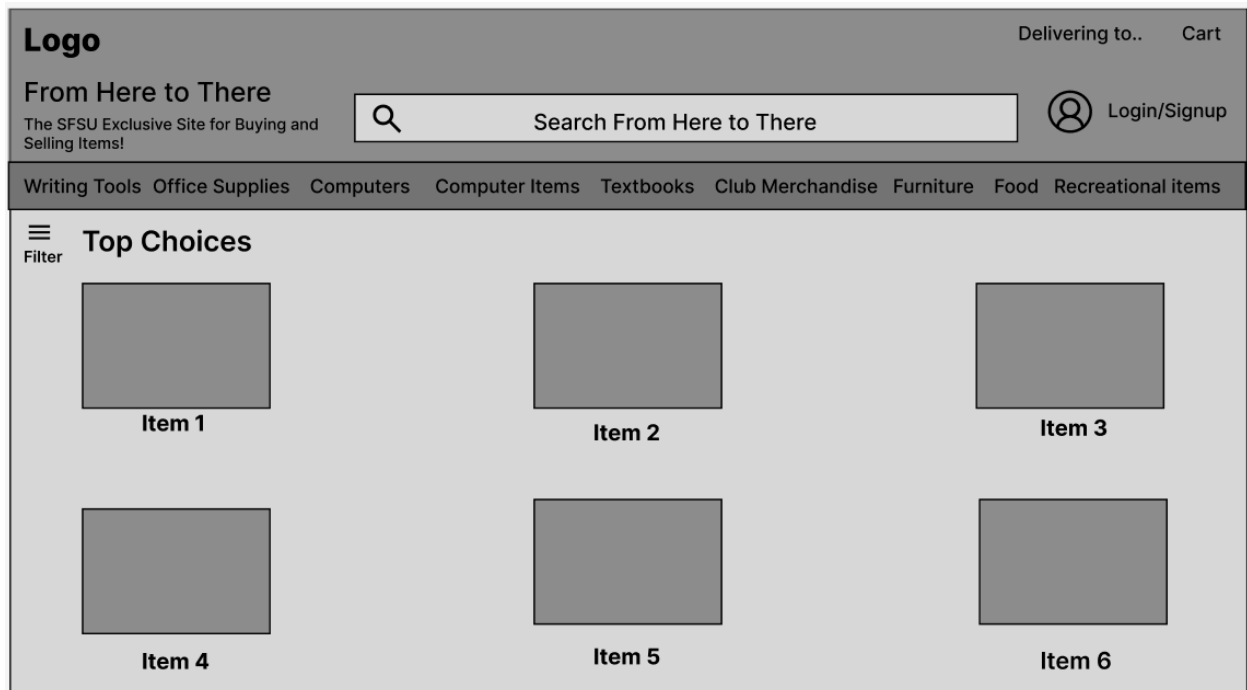 Logo
Delivering to.. Cart
From Here to There
The SFSU Exclusive Site for Buying and
Selling Items!
Search From Here to There
Login/Signup
Writing Tools Office Supplies Computers Computer Items Textbooks Club Merchandise Furniture Food Recreational items
Filter
Top Choices
Item 1
Item 2
Item 3
Item 4
Item 5
Item 6